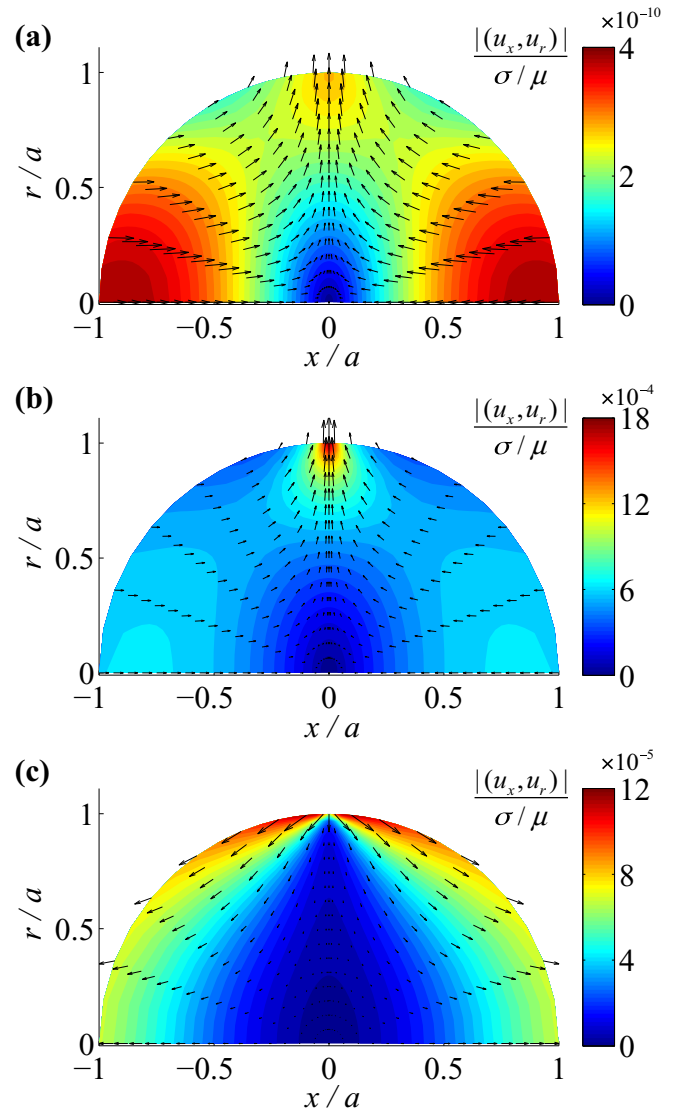 (a)
|(u_x, u_r)|
σ / μ
×10⁻¹⁰
4
2
0
r / a
1
0.5
0
−1
−0.5
0
0.5
1
x / a
(b)
|(u_x, u_r)|
σ / μ
×10⁻⁴
18
12
6
0
r / a
1
0.5
0
−1
−0.5
0
0.5
1
x / a
(c)
|(u_x, u_r)|
σ / μ
×10⁻⁵
12
8
4
0
r / a
1
0.5
0
−1
−0.5
0
0.5
1
x / a